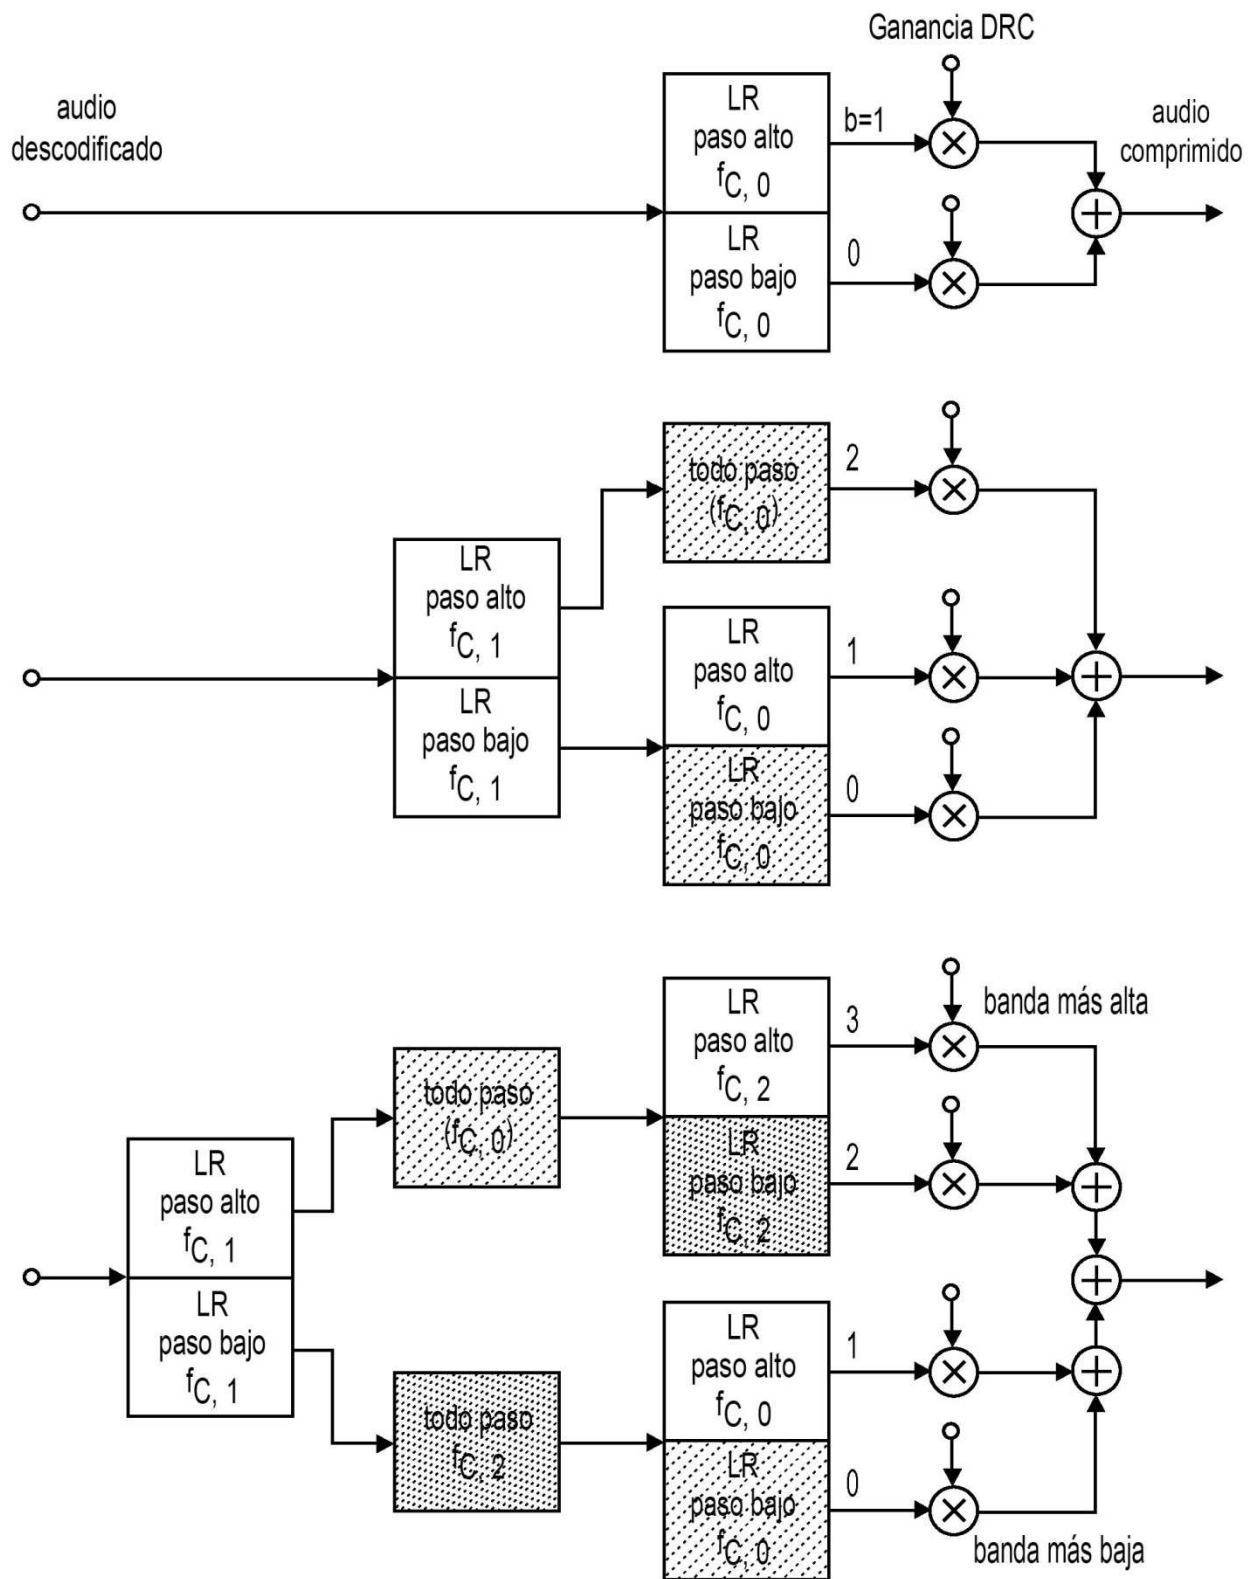 Ganancia DRC
audio
descodificado
LR
paso alto
fC, 0
LR
paso bajo
fC, 0
b=1
0
audio
comprimido
todo paso
(fC, 0)
2
LR
paso alto
fC, 1
LR
paso bajo
fC, 1
LR
paso alto
fC, 0
LR
paso bajo
fC, 0
1
0
LR
paso alto
fC, 1
LR
paso bajo
fC, 1
todo paso
(fC, 0)
todo paso
fC, 2
LR
paso alto
fC, 2
LR
paso bajo
fC, 2
3
2
banda más alta
LR
paso alto
fC, 0
LR
paso bajo
fC, 0
1
0
banda más baja